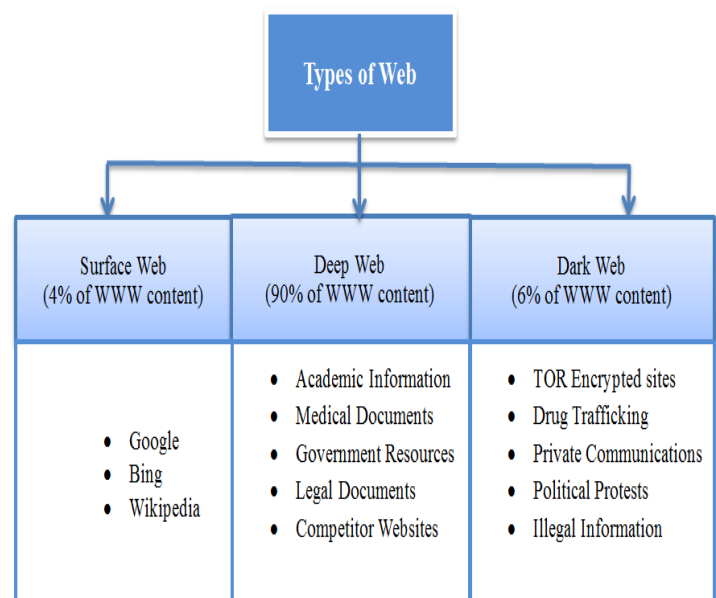 Types of Web
Surface Web
(4% of WWW content)
Deep Web
(90% of WWW content)
Dark Web
(6% of WWW content)
• Google
• Bing
• Wikipedia
• Academic Information
• Medical Documents
• Government Resources
• Legal Documents
• Competitor Websites
• TOR Encrypted sites
• Drug Trafficking
• Private Communications
• Political Protests
• Illegal Information